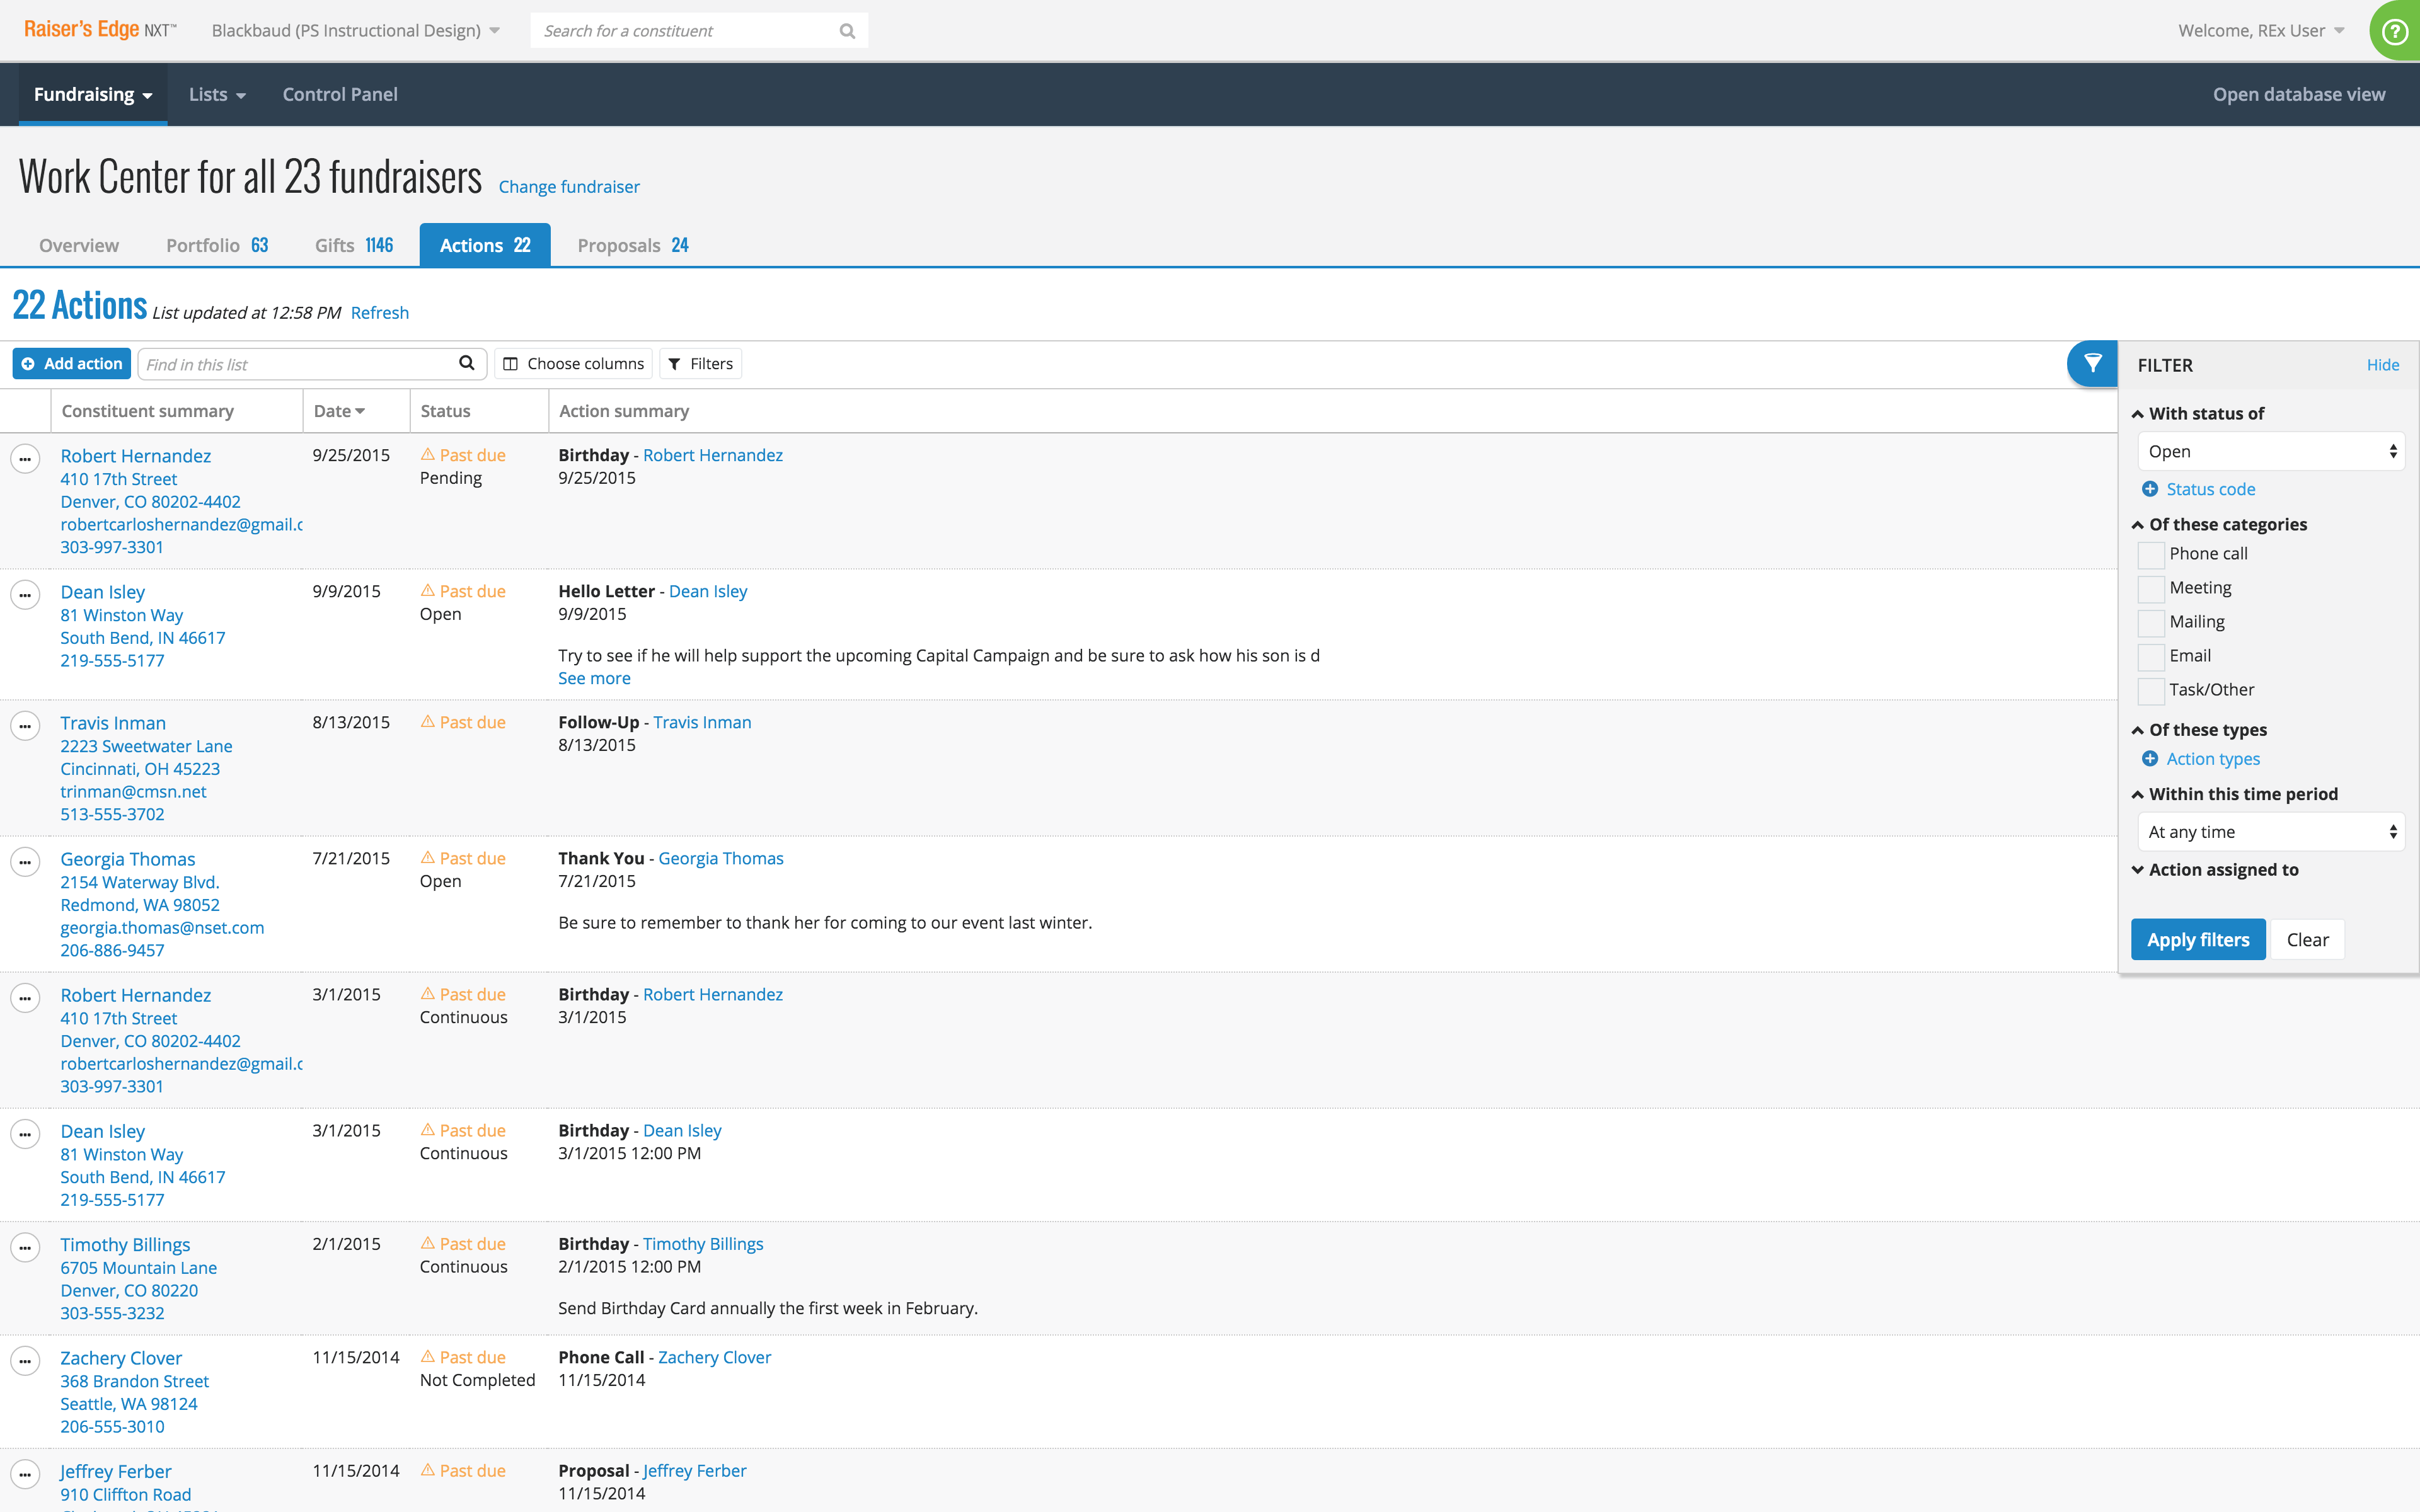 Raiser's Edge NXT™ Blackbaud (PS Instructional Design) Search for a constituent Welcome, REx User ?
Fundraising Lists Control Panel Open database view
Work Center for all 23 fundraisers Change fundraiser
Overview Portfolio 63 Gifts 1146 Actions 22 Proposals 24
22 Actions List updated at 12:58 PM Refresh
Add action Find in this list Choose columns Filters
Constituent summary Date Status Action summary
Robert Hernandez 9/25/2015 Past due Birthday - Robert Hernandez
410 17th Street Pending 9/25/2015
Denver, CO 80202-4402
robertcarloshernandez@gmail.c
303-997-3301
Dean Isley 9/9/2015 Past due Hello Letter - Dean Isley
81 Winston Way Open 9/9/2015
South Bend, IN 46617
219-555-5177 Try to see if he will help support the upcoming Capital Campaign and be sure to ask how his son is d
See more
Travis Inman 8/13/2015 Past due Follow-Up - Travis Inman
2223 Sweetwater Lane 8/13/2015
Cincinnati, OH 45223
trinman@cmsn.net
513-555-3702
Georgia Thomas 7/21/2015 Past due Thank You - Georgia Thomas
2154 Waterway Blvd. Open 7/21/2015
Redmond, WA 98052
georgia.thomas@nset.com Be sure to remember to thank her for coming to our event last winter.
206-886-9457
Robert Hernandez 3/1/2015 Past due Birthday - Robert Hernandez
410 17th Street Continuous 3/1/2015
Denver, CO 80202-4402
robertcarloshernandez@gmail.c
303-997-3301
Dean Isley 3/1/2015 Past due Birthday - Dean Isley
81 Winston Way Continuous 3/1/2015 12:00 PM
South Bend, IN 46617
219-555-5177
Timothy Billings 2/1/2015 Past due Birthday - Timothy Billings
6705 Mountain Lane Continuous 2/1/2015 12:00 PM
Denver, CO 80220
303-555-3232 Send Birthday Card annually the first week in February.
Zachery Clover 11/15/2014 Past due Phone Call - Zachery Clover
368 Brandon Street Not Completed 11/15/2014
Seattle, WA 98124
206-555-3010
Jeffrey Ferber 11/15/2014 Past due Proposal - Jeffrey Ferber
910 Cliffton Road 11/15/2014
FILTER Hide
With status of
Open
Status code
Of these categories
Phone call
Meeting
Mailing
Email
Task/Other
Of these types
Action types
Within this time period
At any time
Action assigned to
Apply filters Clear